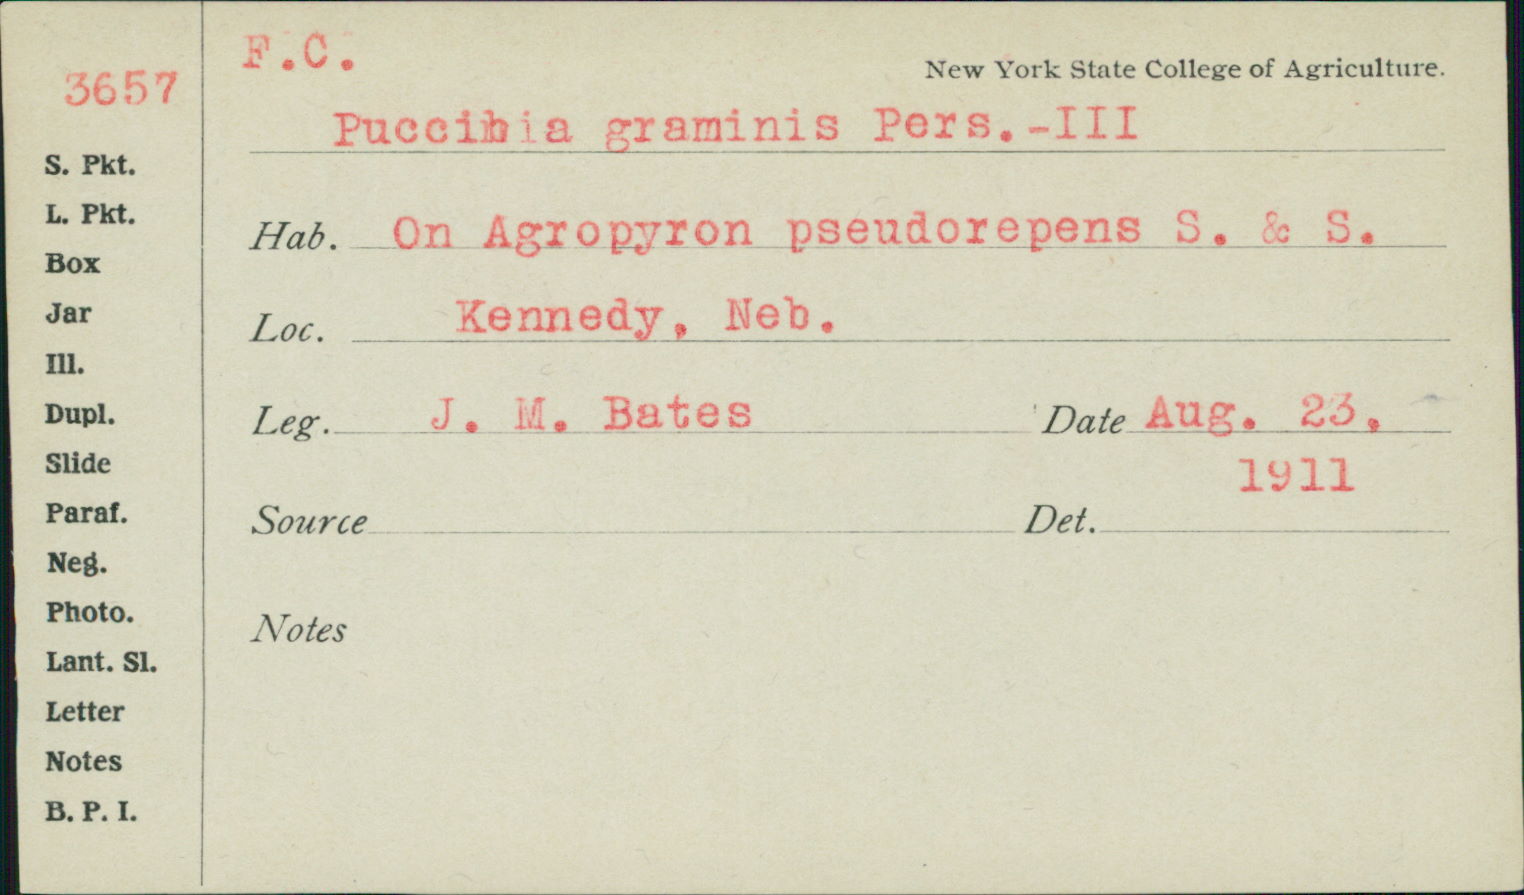 3657
F.C.
New York State College of Agriculture.
Puccinia graminis Pers.-III
S. Pkt.
L. Pkt.
Box
Jar
Ill.
Dupl.
Slide
Paraf.
Neg.
Photo.
Lant. Sl.
Letter
Notes
B. P. I.
Hab. On Agropyron pseudorepens S. & S.
Loc. Kennedy, Neb.
Leg. J. M. Bates Date Aug. 23,
1911
Source Det.
Notes